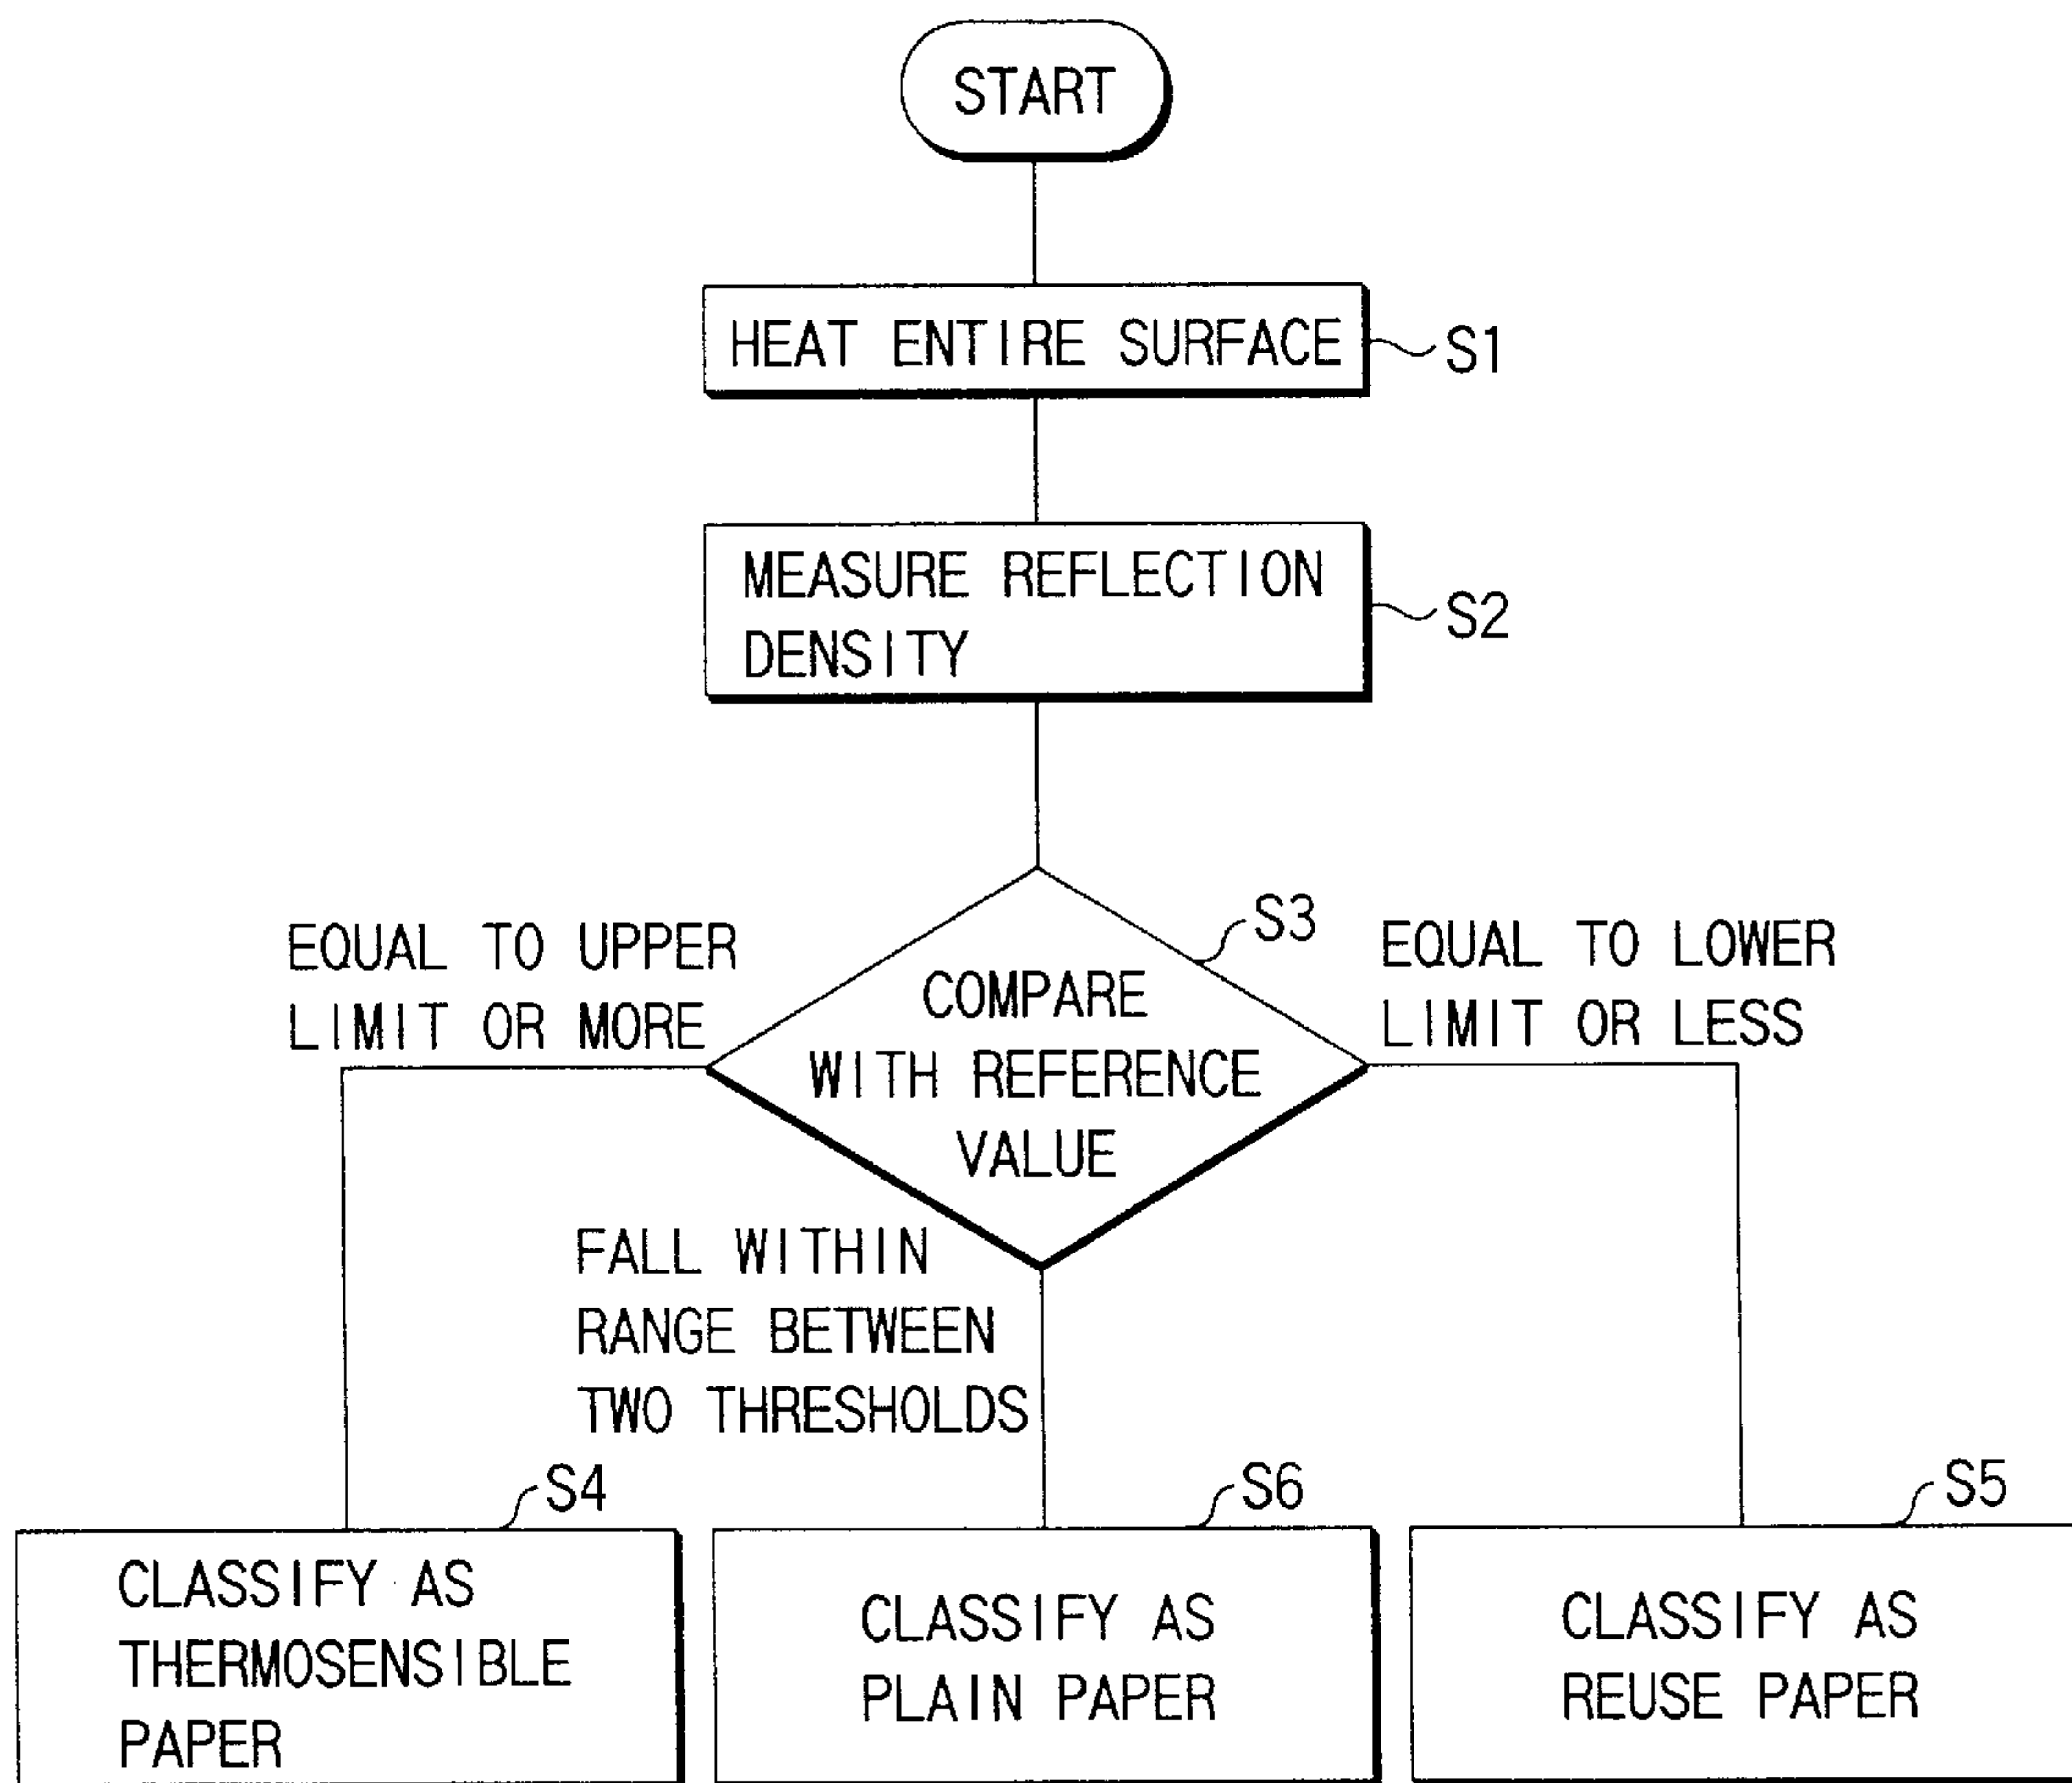 START
HEAT ENTIRE SURFACE
S1
MEASURE REFLECTION
DENSITY
S2
S3
EQUAL TO UPPER
LIMIT OR MORE
COMPARE
WITH REFERENCE
VALUE
EQUAL TO LOWER
LIMIT OR LESS
FALL WITHIN
RANGE BETWEEN
TWO THRESHOLDS
S4
CLASSIFY AS
THERMOSENSIBLE
PAPER
S6
CLASSIFY AS
PLAIN PAPER
S5
CLASSIFY AS
REUSE PAPER